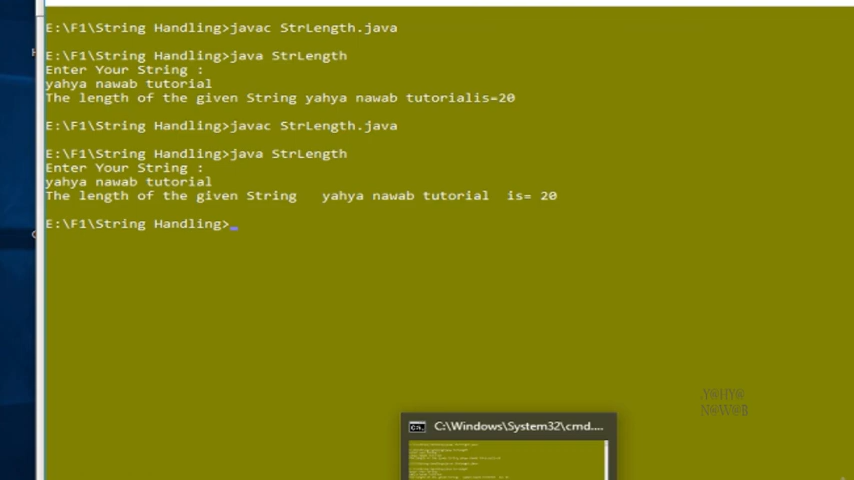 E:\F1\String Handling>javac StrLength.java
E:\F1\String Handling>java StrLength
Enter Your String :
yahya nawab tutorial
The length of the given String yahya nawab tutorialis=20
E:\F1\String Handling>javac StrLength.java
E:\F1\String Handling>java StrLength
Enter Your String :
yahya nawab tutorial
The length of the given String   yahya nawab tutorial  is= 20
E:\F1\String Handling>
Y@HY@
N@W@B
C:\Windows\System32\cmd....